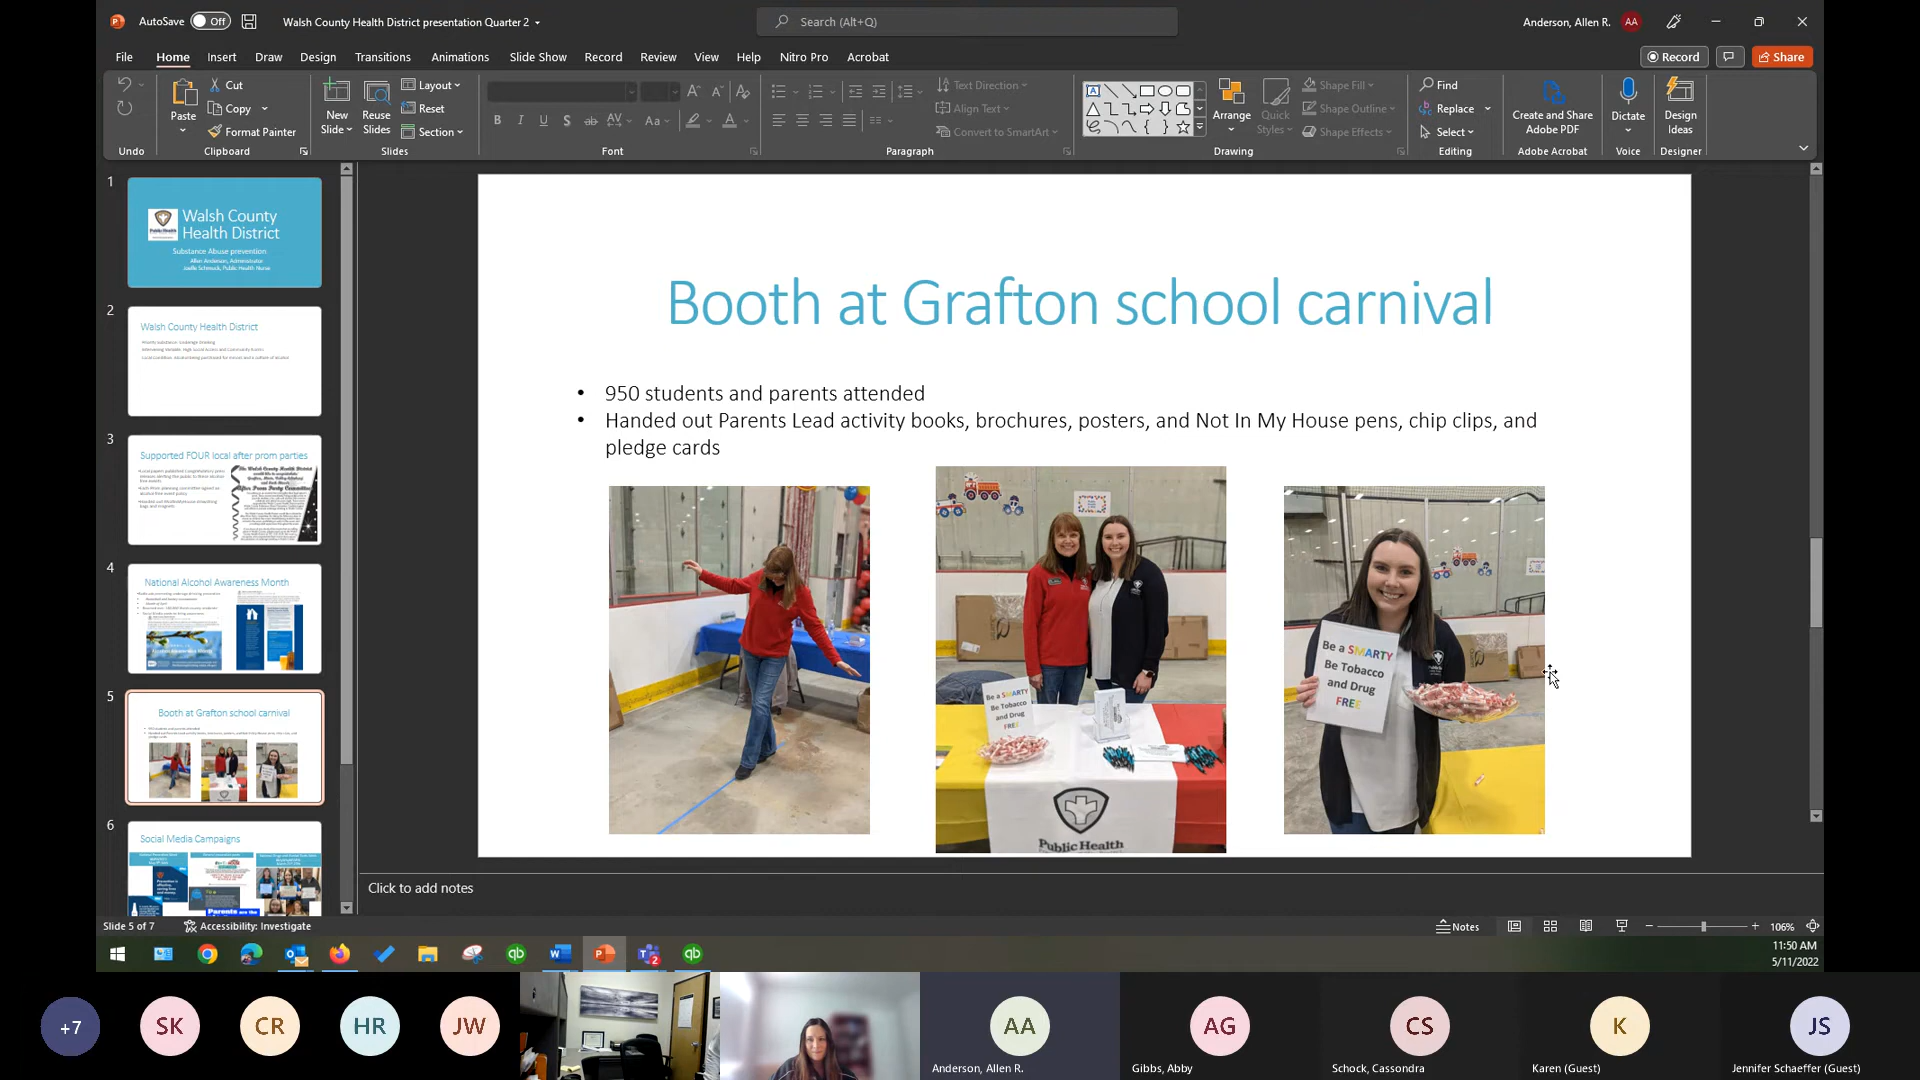 AutoSave Off
Walsh County Health District presentation Quarter 2
Search (Alt+Q)
Anderson, Allen R. AA
File Home Insert Draw Design Transitions Animations Slide Show Record Review View Help Nitro Pro Acrobat
Record Share
Paste
Cut
Copy
Format Painter
New Slide
Reuse Slides
Layout
Reset
Section
Text Direction
Align Text
Convert to SmartArt
Arrange
Quick Styles
Shape Fill
Shape Outline
Shape Effects
Find
Replace
Select
Create and Share Adobe PDF
Dictate
Design Ideas
Undo Clipboard Slides Font Paragraph Drawing Editing Adobe Acrobat Voice Designer
1
Walsh County
Health District
Substance Abuse prevention
Allen Anderson, Administrator
Joelle Schmuck, Public Health Nurse
2
Walsh County Health District
3
Supported FOUR local after prom parties
4
National Alcohol Awareness Month
5
Booth at Grafton school carnival
6
Social Media Campaigns
Booth at Grafton school carnival
• 950 students and parents attended
• Handed out Parents Lead activity books, brochures, posters, and Not In My House pens, chip clips, and
pledge cards
Be a SMARTY
Be Tobacco
and Drug
FREE
Public Health
Be a SMARTY
Be Tobacco
and Drug
FREE
Click to add notes
Slide 5 of 7
Accessibility: Investigate
Notes
106%
11:50 AM
5/11/2022
+7
SK
CR
HR
JW
AA
AG
CS
K
JS
Anderson, Allen R.
Gibbs, Abby
Schock, Cassondra
Karen (Guest)
Jennifer Schaeffer (Guest)